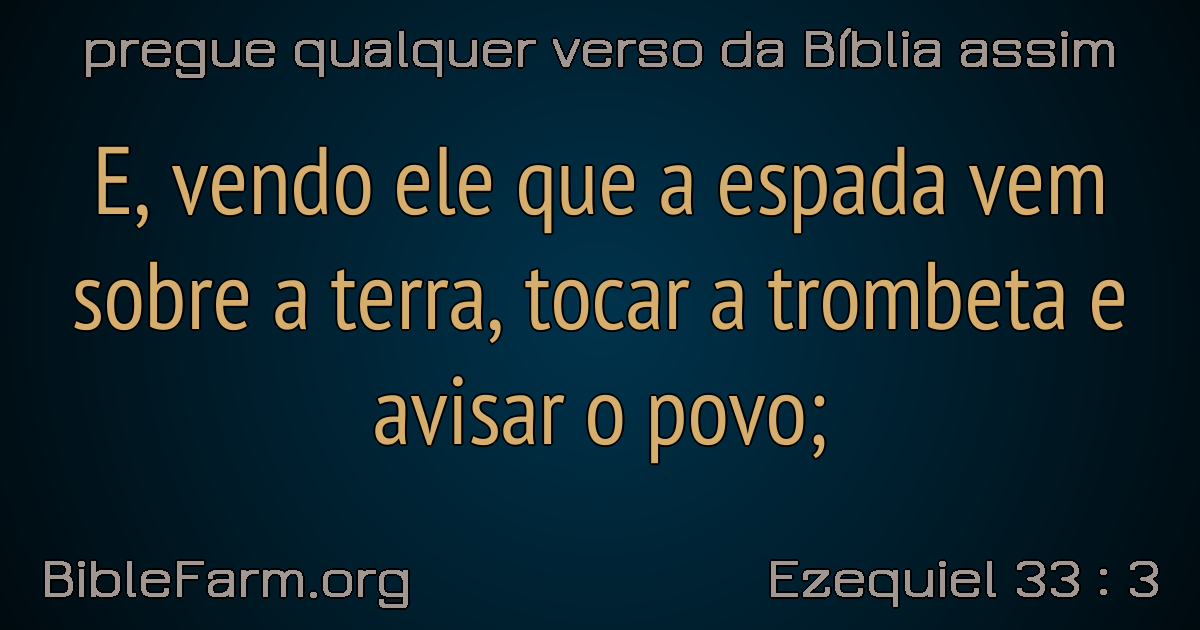 pregue qualquer verso da Bíblia assim
E, vendo ele que a espada vem
sobre a terra, tocar a trombeta e
avisar o povo;
BibleFarm.org
Ezequiel 33 : 3